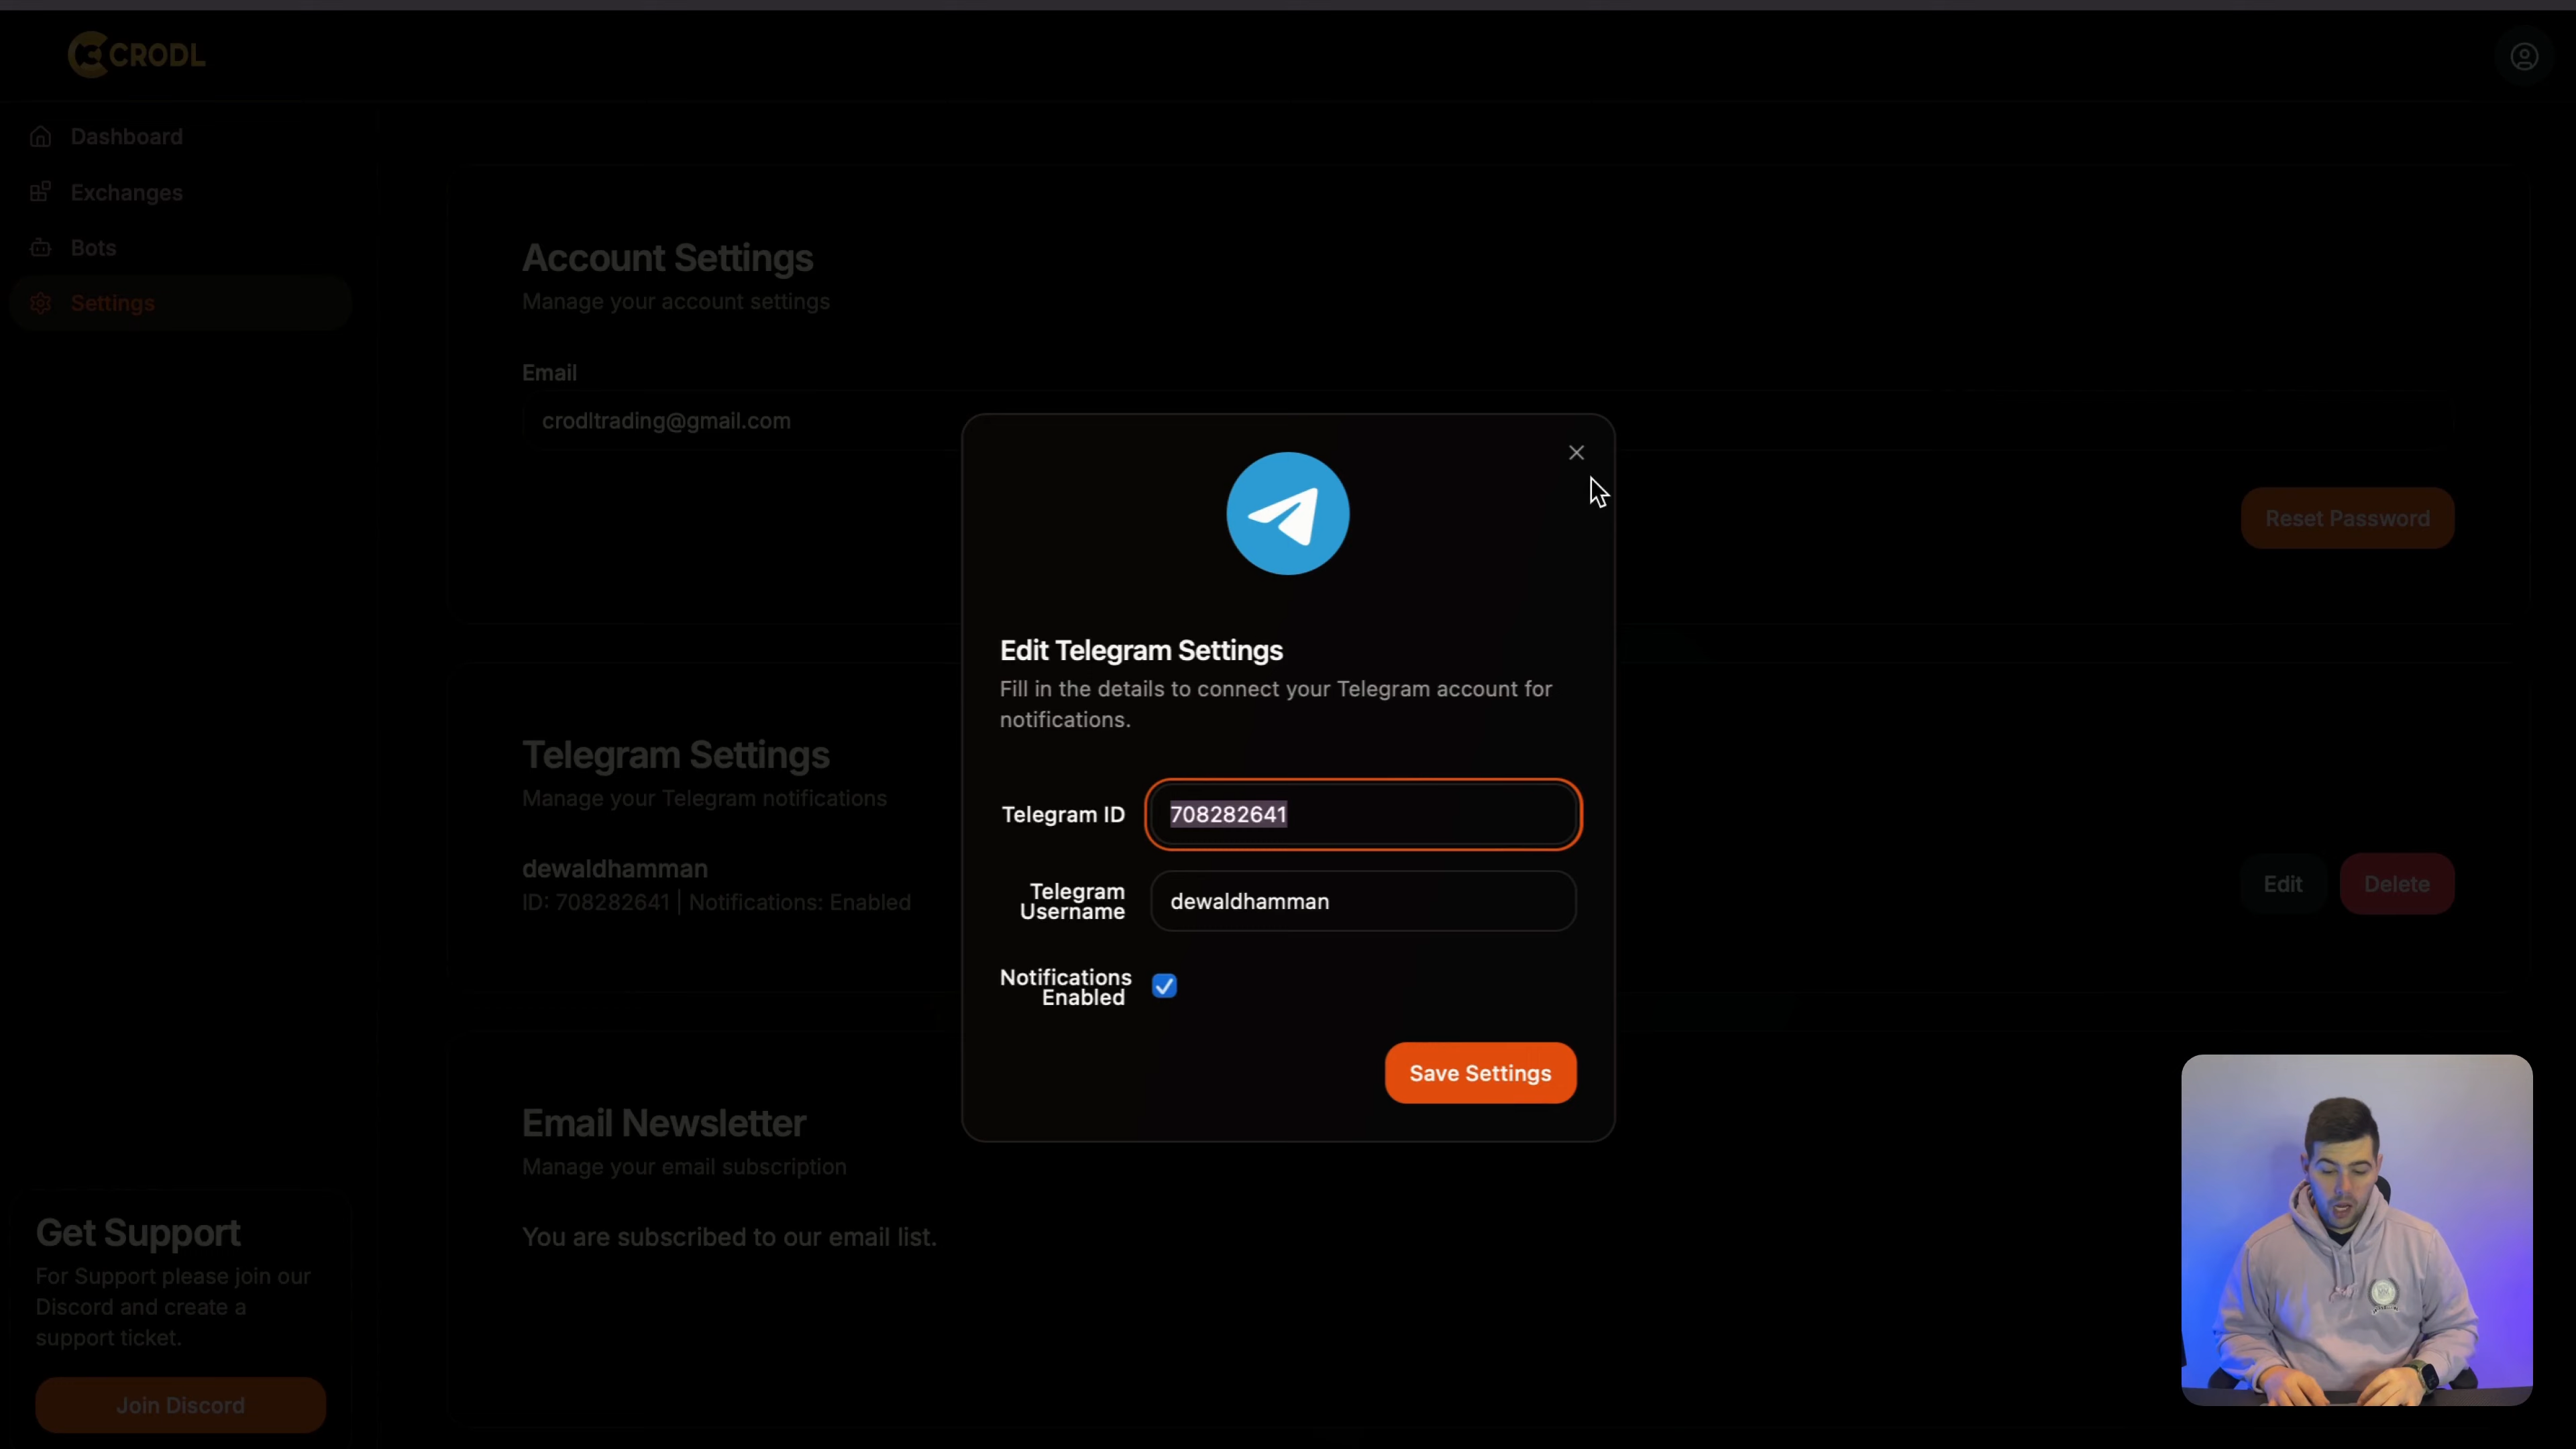 CRODL
Dashboard
Exchanges
Bots
Settings
Account Settings
Manage your account settings
Email
crodltrading@gmail.com
Reset Password
Edit Telegram Settings
Fill in the details to connect your Telegram account for
notifications.
Telegram ID
708282641
Telegram
Username
dewaldhamman
Notifications
Enabled
Save Settings
Telegram Settings
Manage your Telegram notifications
dewaldhamman
ID: 708282641 | Notifications: Enabled
Edit
Delete
Email Newsletter
Manage your email subscription
You are subscribed to our email list.
Get Support
For Support please join our
Discord and create a
support ticket.
Join Discord